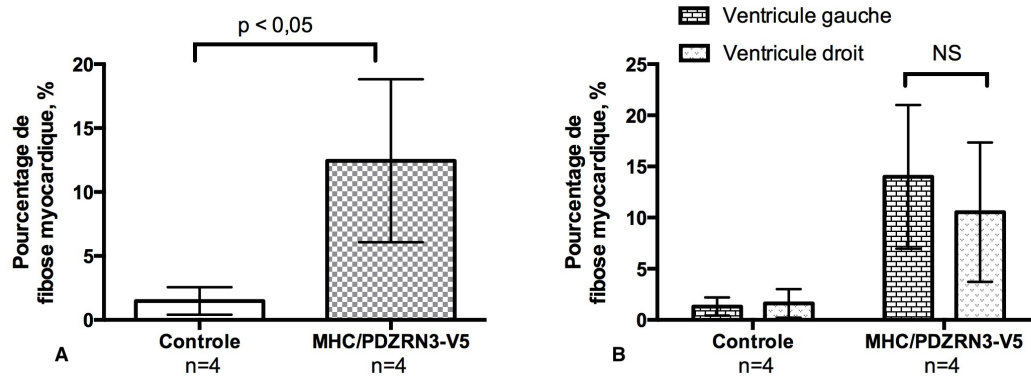 p < 0,05
20
15
10
5
0
Pourcentage de
fibose myocardique, %
Controle
n=4
MHC/PDZRN3-V5
n=4
A
Ventricule gauche
Ventricule droit
NS
25
20
15
10
5
0
Pourcentage de
fibose myocardique, %
Controle
n=4
MHC/PDZRN3-V5
n=4
B